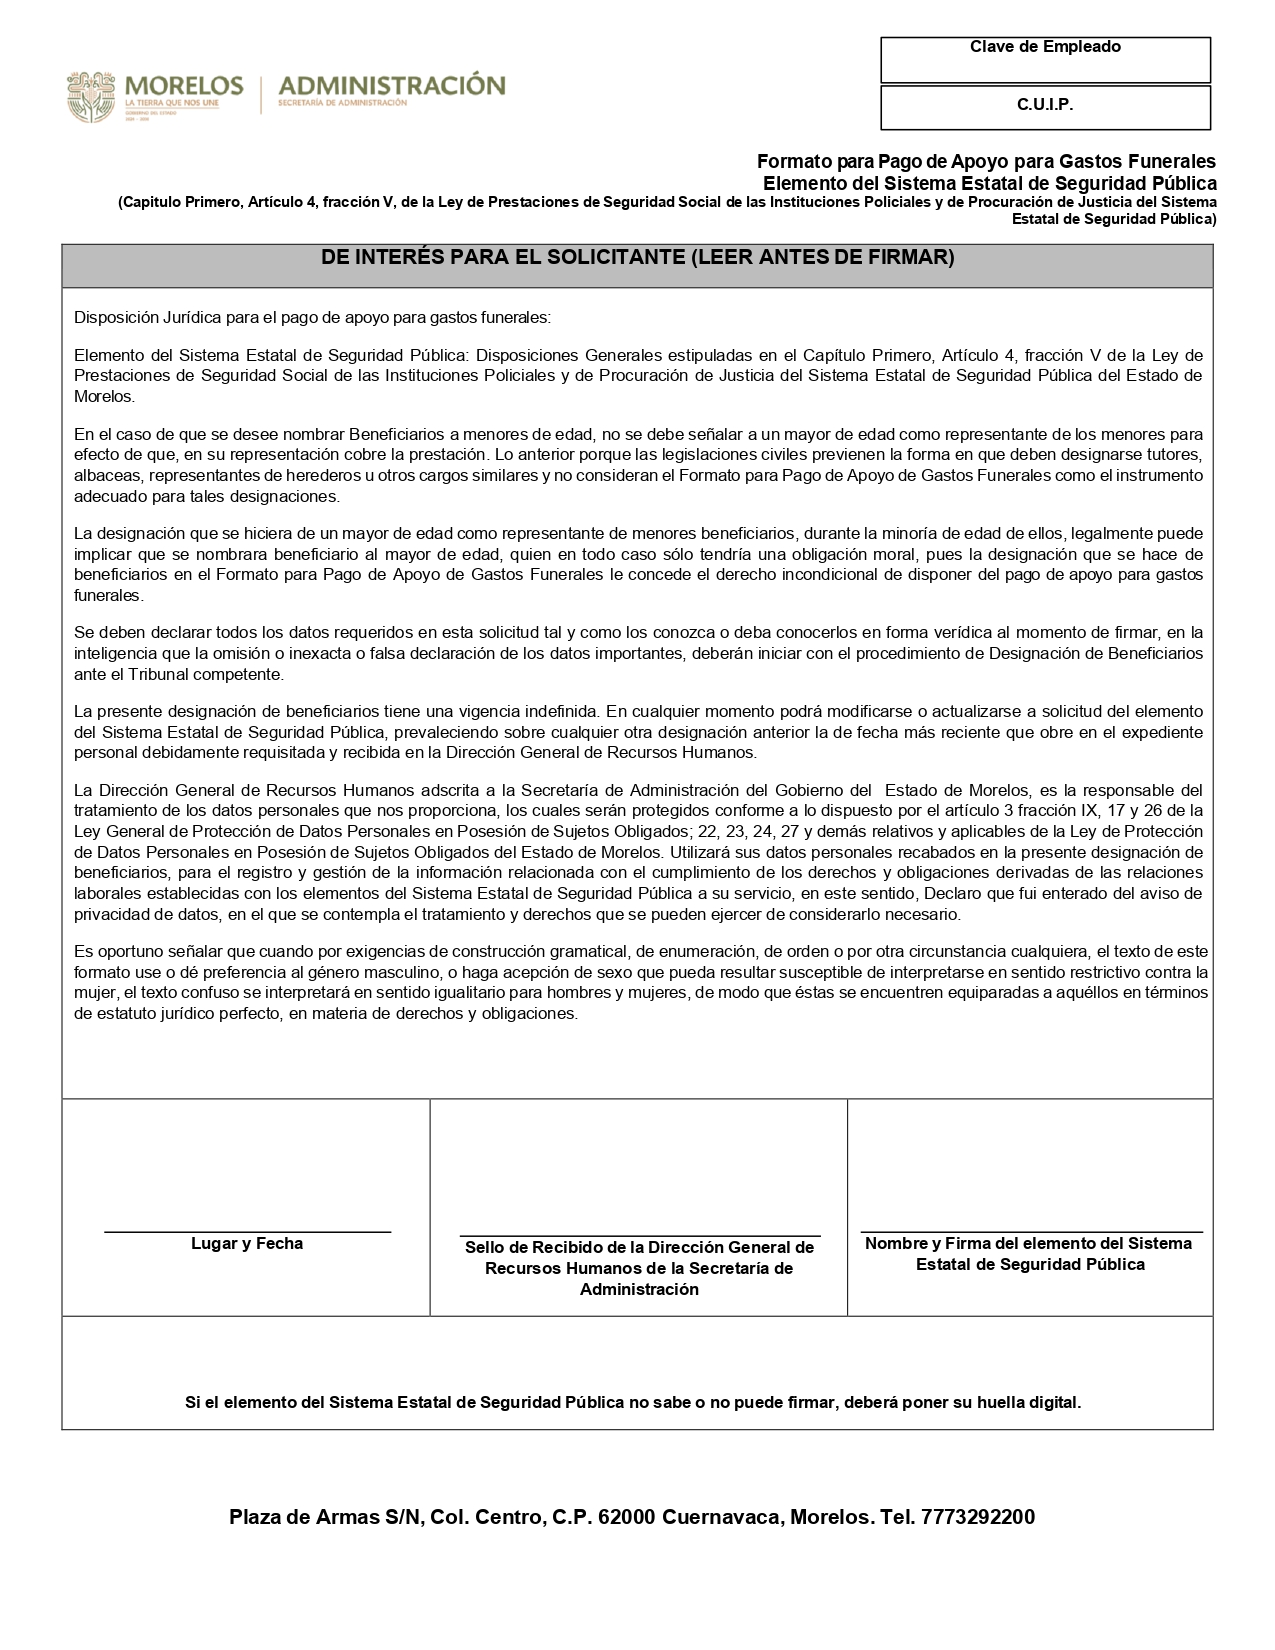 Clave de Empleado
C.U.I.P.
MORELOS
LA TIERRA QUE NOS UNE
GOBIERNO DEL ESTADO
ADMINISTRACIÓN
SECRETARÍA DE ADMINISTRACIÓN
Formato para Pago de Apoyo para Gastos Funerales
Elemento del Sistema Estatal de Seguridad Pública
(Capitulo Primero, Artículo 4, fracción V, de la Ley de Prestaciones de Seguridad Social de las Instituciones Policiales y de Procuración de Justicia del Sistema
Estatal de Seguridad Pública)
DE INTERÉS PARA EL SOLICITANTE (LEER ANTES DE FIRMAR)
Disposición Jurídica para el pago de apoyo para gastos funerales:
Elemento del Sistema Estatal de Seguridad Pública: Disposiciones Generales estipuladas en el Capítulo Primero, Artículo 4, fracción V de la Ley de
Prestaciones de Seguridad Social de las Instituciones Policiales y de Procuración de Justicia del Sistema Estatal de Seguridad Pública del Estado de
Morelos.
En el caso de que se desee nombrar Beneficiarios a menores de edad, no se debe señalar a un mayor de edad como representante de los menores para
efecto de que, en su representación cobre la prestación. Lo anterior porque las legislaciones civiles previenen la forma en que deben designarse tutores,
albaceas, representantes de herederos u otros cargos similares y no consideran el Formato para Pago de Apoyo de Gastos Funerales como el instrumento
adecuado para tales designaciones.
La designación que se hiciera de un mayor de edad como representante de menores beneficiarios, durante la minoría de edad de ellos, legalmente puede
implicar que se nombrara beneficiario al mayor de edad, quien en todo caso sólo tendría una obligación moral, pues la designación que se hace de
beneficiarios en el Formato para Pago de Apoyo de Gastos Funerales le concede el derecho incondicional de disponer del pago de apoyo para gastos
funerales.
Se deben declarar todos los datos requeridos en esta solicitud tal y como los conozca o deba conocerlos en forma verídica al momento de firmar, en la
inteligencia que la omisión o inexacta o falsa declaración de los datos importantes, deberán iniciar con el procedimiento de Designación de Beneficiarios
ante el Tribunal competente.
La presente designación de beneficiarios tiene una vigencia indefinida. En cualquier momento podrá modificarse o actualizarse a solicitud del elemento
del Sistema Estatal de Seguridad Pública, prevaleciendo sobre cualquier otra designación anterior la de fecha más reciente que obre en el expediente
personal debidamente requisitada y recibida en la Dirección General de Recursos Humanos.
La Dirección General de Recursos Humanos adscrita a la Secretaría de Administración del Gobierno del Estado de Morelos, es la responsable del
tratamiento de los datos personales que nos proporciona, los cuales serán protegidos conforme a lo dispuesto por el artículo 3 fracción IX, 17 y 26 de la
Ley General de Protección de Datos Personales en Posesión de Sujetos Obligados; 22, 23, 24, 27 y demás relativos y aplicables de la Ley de Protección
de Datos Personales en Posesión de Sujetos Obligados del Estado de Morelos. Utilizará sus datos personales recabados en la presente designación de
beneficiarios, para el registro y gestión de la información relacionada con el cumplimiento de los derechos y obligaciones derivadas de las relaciones
laborales establecidas con los elementos del Sistema Estatal de Seguridad Pública a su servicio, en este sentido, Declaro que fui enterado del aviso de
privacidad de datos, en el que se contempla el tratamiento y derechos que se pueden ejercer de considerarlo necesario.
Es oportuno señalar que cuando por exigencias de construcción gramatical, de enumeración, de orden o por otra circunstancia cualquiera, el texto de este
formato use o dé preferencia al género masculino, o haga acepción de sexo que pueda resultar susceptible de interpretarse en sentido restrictivo contra la
mujer, el texto confuso se interpretará en sentido igualitario para hombres y mujeres, de modo que éstas se encuentren equiparadas a aquéllos en términos
de estatuto jurídico perfecto, en materia de derechos y obligaciones.
Lugar y Fecha
Sello de Recibido de la Dirección General de
Recursos Humanos de la Secretaría de
Administración
Nombre y Firma del elemento del Sistema
Estatal de Seguridad Pública
Si el elemento del Sistema Estatal de Seguridad Pública no sabe o no puede firmar, deberá poner su huella digital.
Plaza de Armas S/N, Col. Centro, C.P. 62000 Cuernavaca, Morelos. Tel. 7773292200